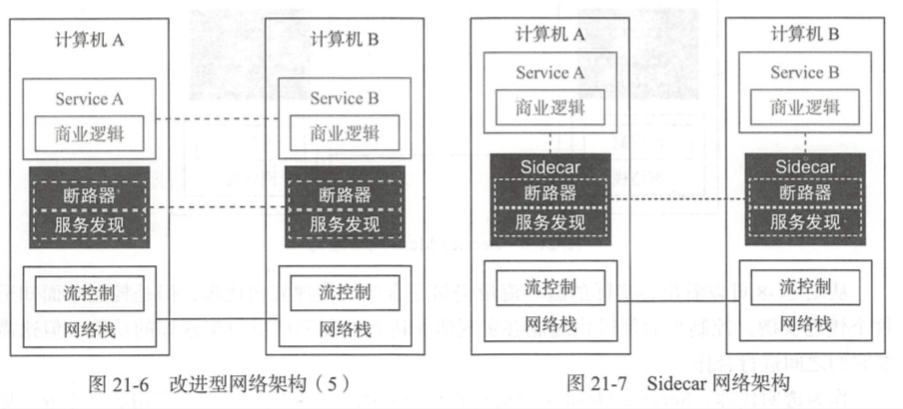 计算机 A
Service A
商业逻辑
断路器
服务发现
流控制
网络栈
计算机 B
Service B
商业逻辑
断路器
服务发现
流控制
网络栈
图 21-6 改进型网络架构（5）
计算机 A
Service A
商业逻辑
Sidecar
断路器
服务发现
流控制
网络栈
计算机 B
Service B
商业逻辑
Sidecar
断路器
服务发现
流控制
网络栈
图 21-7 Sidecar 网络架构